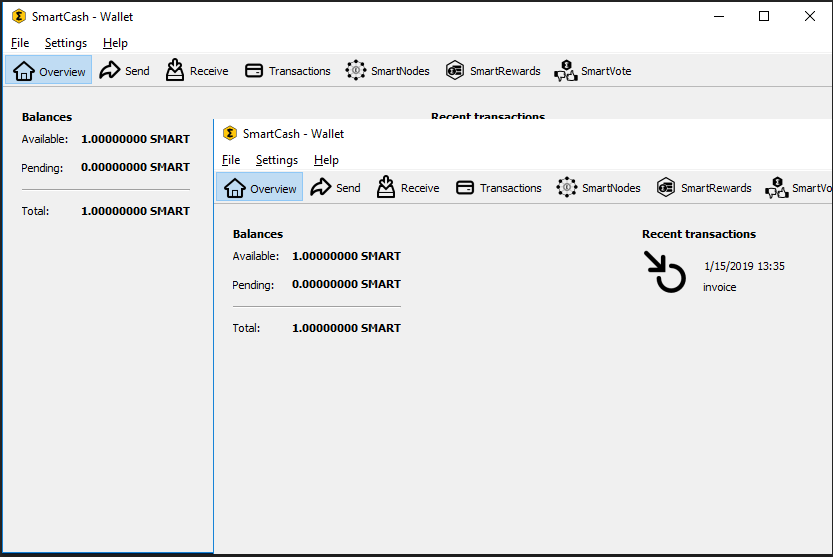 SmartCash - Wallet
File Settings Help
Overview Send Receive Transactions SmartNodes SmartRewards SmartVote
Balances
Available: 1.00000000 SMART
Pending: 0.00000000 SMART
Total: 1.00000000 SMART
Recent transactions
SmartCash - Wallet
File Settings Help
Overview Send Receive Transactions SmartNodes SmartRewards SmartVo
Balances
Available: 1.00000000 SMART
Pending: 0.00000000 SMART
Total: 1.00000000 SMART
Recent transactions
1/15/2019 13:35
invoice